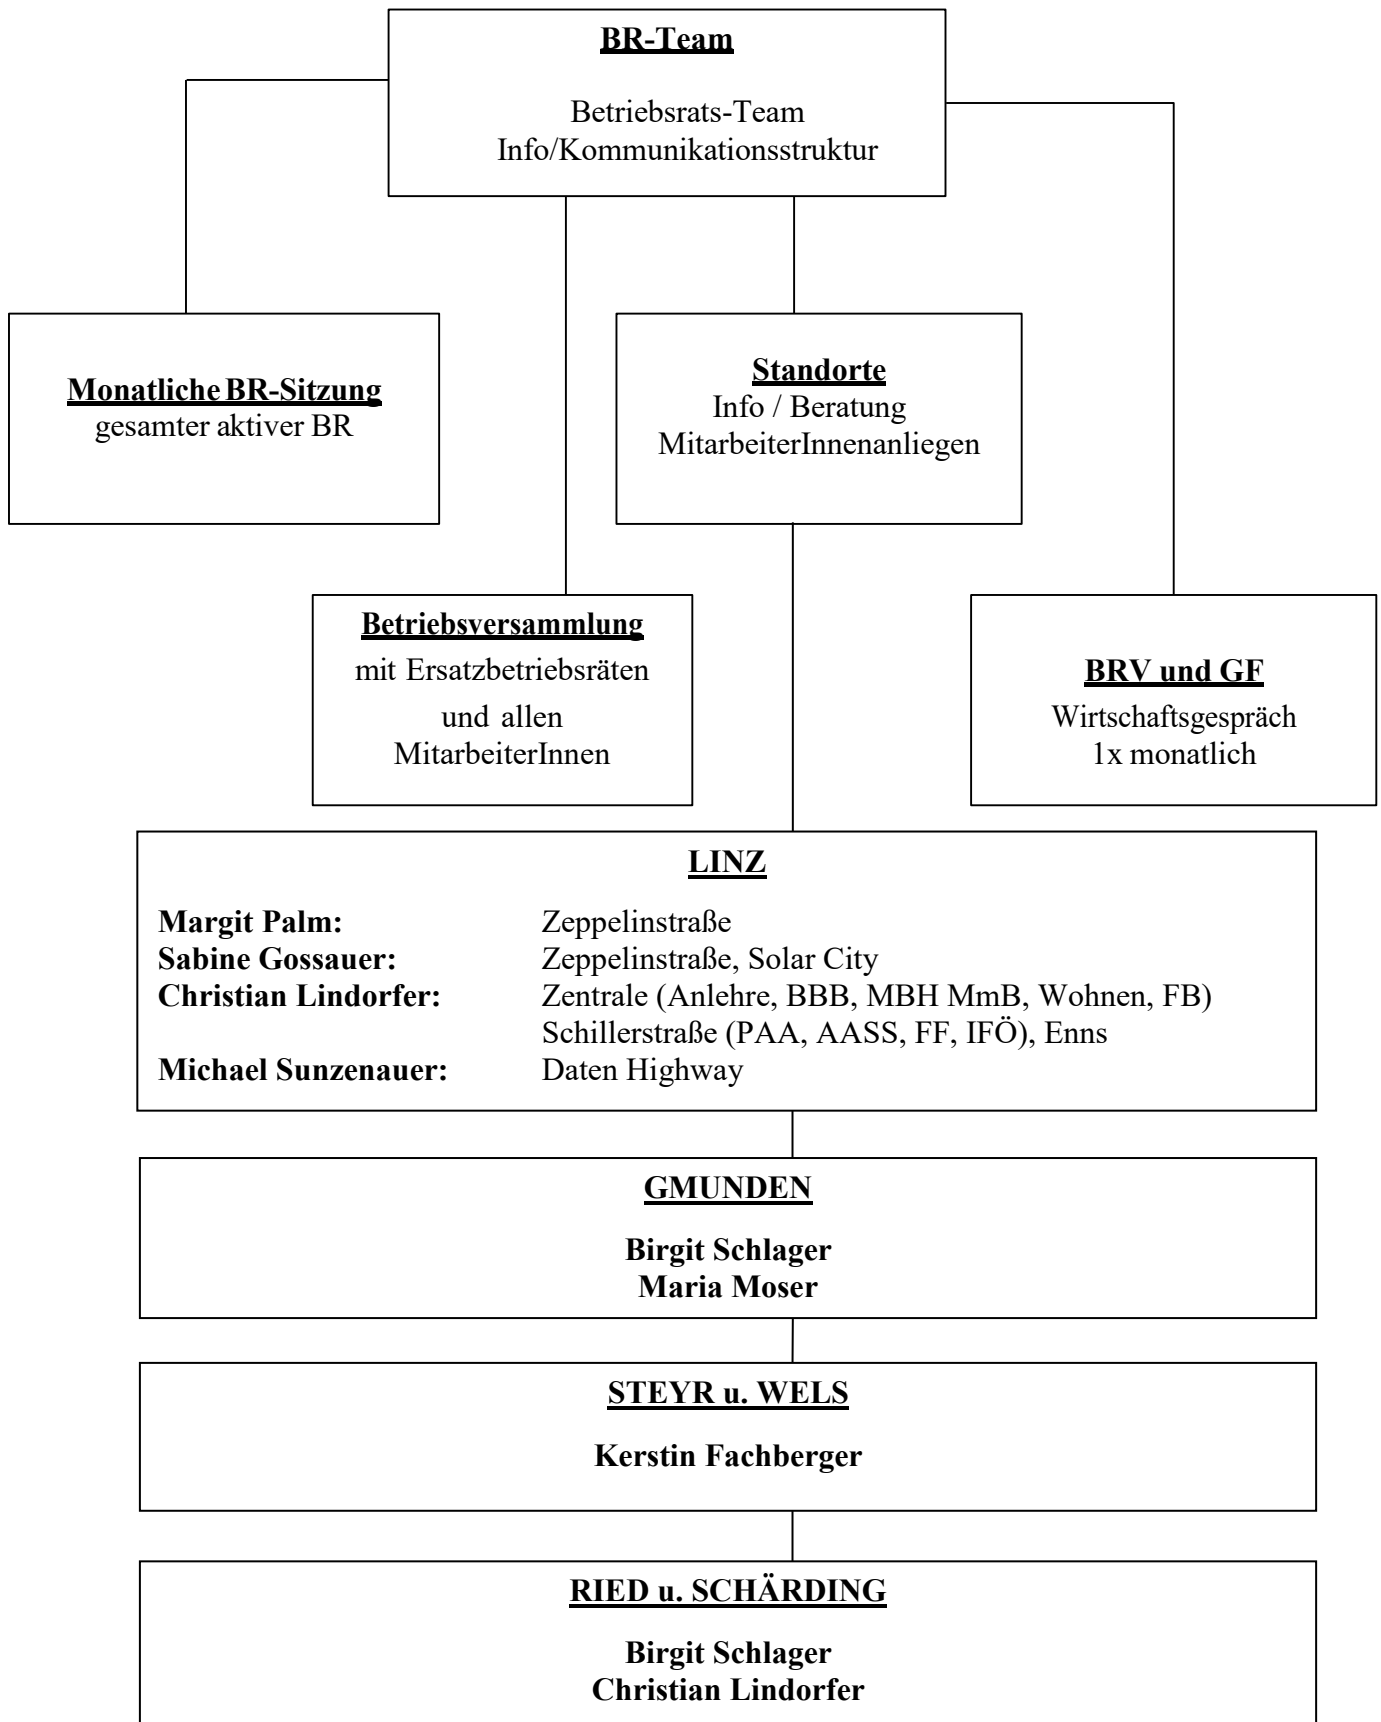 BR-Team
Betriebsrats-Team
Info/Kommunikationsstruktur
Monatliche BR-Sitzung
gesamter aktiver BR
Standorte
Info / Beratung
MitarbeiterInnenanliegen
Betriebsversammlung
mit Ersatzbetriebsräten
und allen
MitarbeiterInnen
BRV und GF
Wirtschaftsgespräch
1x monatlich
LINZ
Margit Palm: Zeppelinstraße
Sabine Gossauer: Zeppelinstraße, Solar City
Christian Lindorfer: Zentrale (Anlehre, BBB, MBH MmB, Wohnen, FB)
Schillerstraße (PAA, AASS, FF, IFÖ), Enns
Michael Sunzenauer: Daten Highway
GMUNDEN
Birgit Schlager
Maria Moser
STEYR u. WELS
Kerstin Fachberger
RIED u. SCHÄRDING
Birgit Schlager
Christian Lindorfer